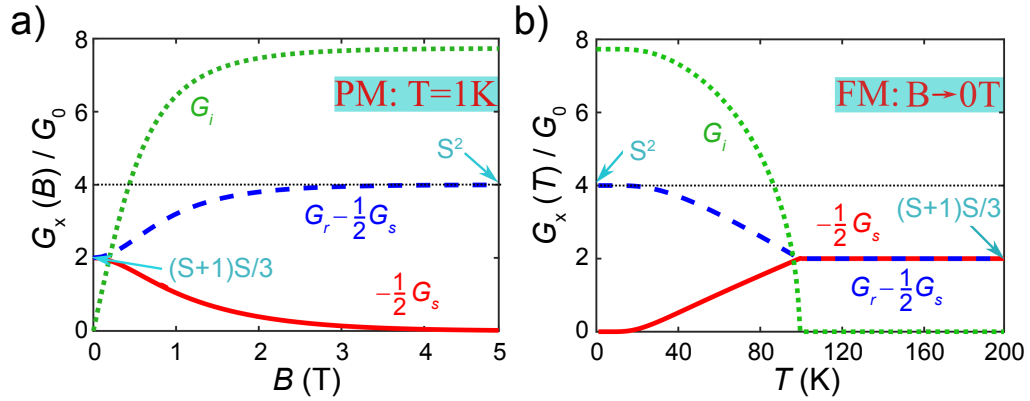 a)
8
6
4
2
0
G_x (B) / G_0
G_i
PM: T=1K
S²
G_r − ½G_s
(S+1)S/3
−½G_s
0 1 2 3 4 5
B (T)
b)
8
6
4
2
0
G_x (T) / G_0
FM: B→0T
G_i
S²
(S+1)S/3
−½G_s
G_r − ½G_s
0 40 80 120 160 200
T (K)